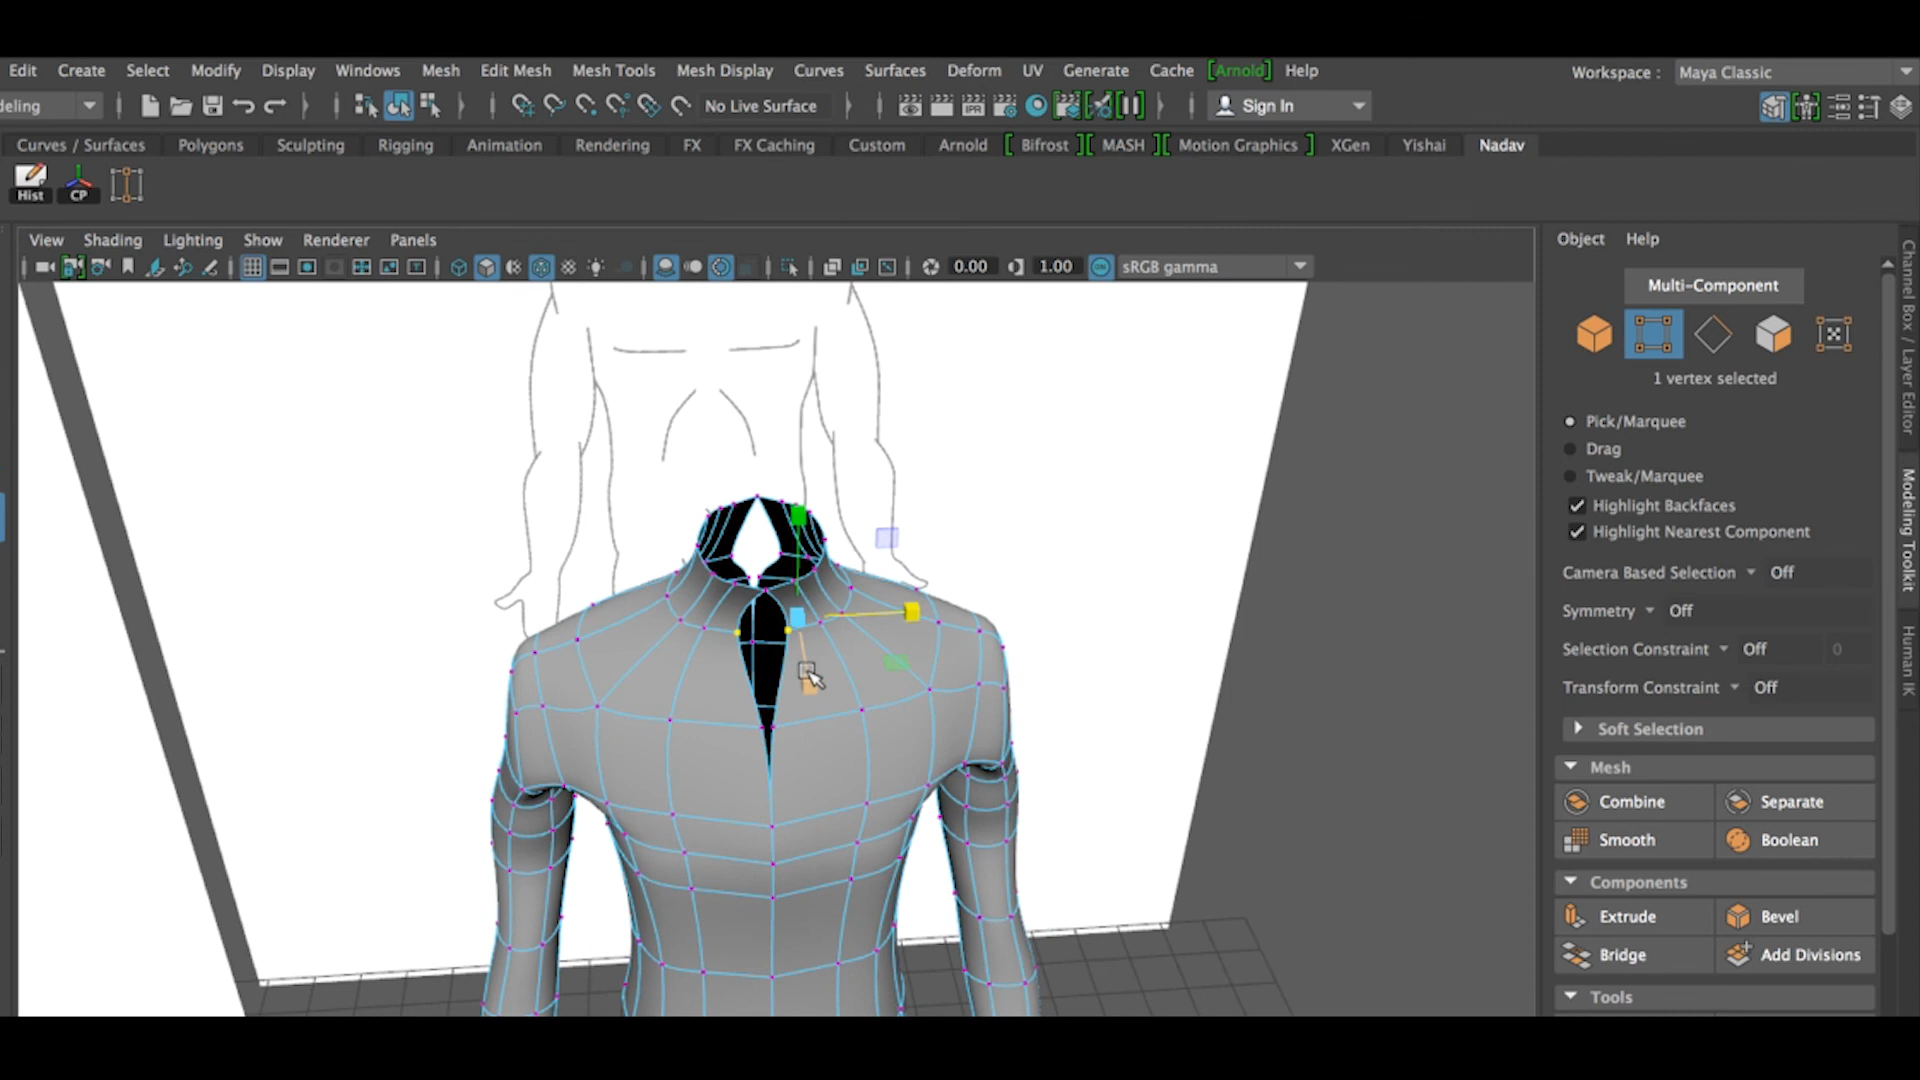 Edit Create Select Modify Display Windows Mesh Edit Mesh Mesh Tools Mesh Display Curves Surfaces Deform UV Generate Cache [Arnold] Help Workspace : Maya Classic
eling No Live Surface IPR Sign In
Curves / Surfaces Polygons Sculpting Rigging Animation Rendering FX FX Caching Custom Arnold [ Bifrost ] [ MASH ] [ Motion Graphics ] XGen Yishai Nadav
Hist CP
View Shading Lighting Show Renderer Panels
0.00 1.00 ON sRGB gamma
Object Help
Multi-Component
1 vertex selected
Pick/Marquee
Drag
Tweak/Marquee
Highlight Backfaces
Highlight Nearest Component
Camera Based Selection Off
Symmetry Off
Selection Constraint Off 0
Transform Constraint Off
Soft Selection
Mesh
Combine Separate
Smooth Boolean
Components
Extrude Bevel
Bridge Add Divisions
Tools
Channel Box / Layer Editor
Modeling Toolkit
Human IK